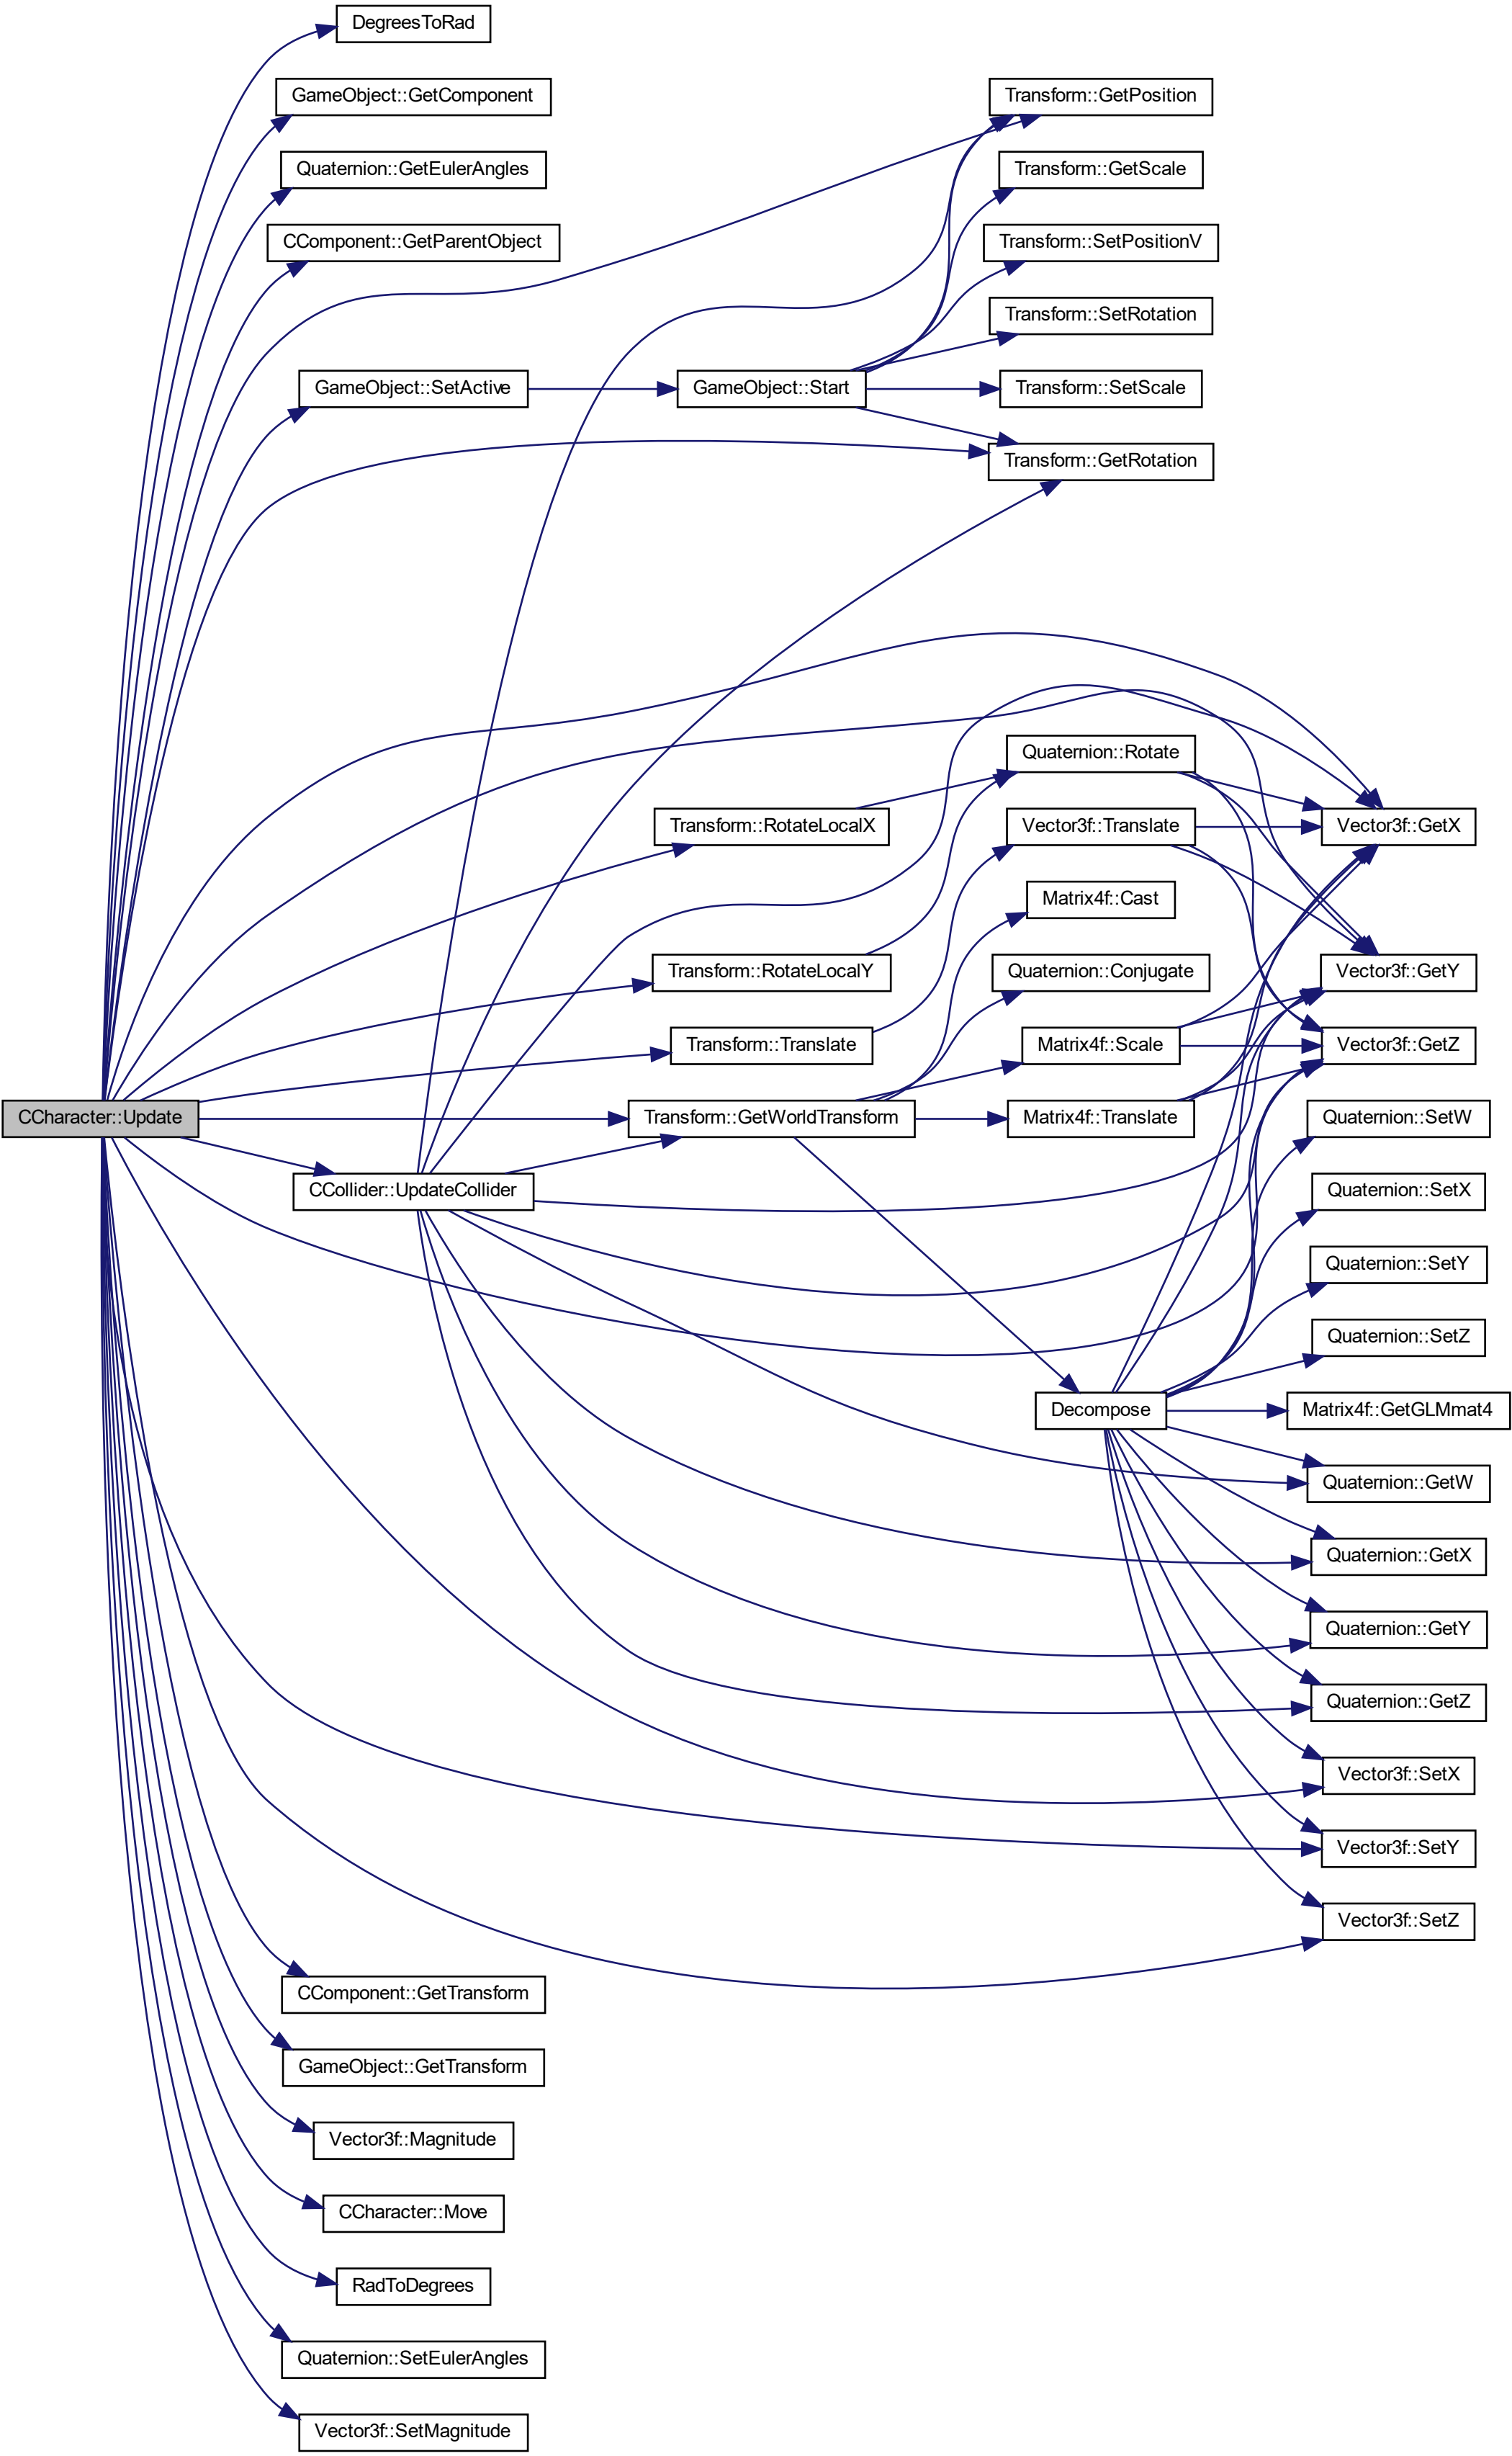 DegreesToRad
GameObject::GetComponent
Transform::GetPosition
Quaternion::GetEulerAngles
Transform::GetScale
CComponent::GetParentObject
Transform::SetPositionV
Transform::SetRotation
GameObject::SetActive
GameObject::Start
Transform::SetScale
Transform::GetRotation
Quaternion::Rotate
Transform::RotateLocalX
Vector3f::Translate
Vector3f::GetX
Matrix4f::Cast
Transform::RotateLocalY
Quaternion::Conjugate
Vector3f::GetY
Transform::Translate
Matrix4f::Scale
Vector3f::GetZ
CCharacter::Update
Transform::GetWorldTransform
Matrix4f::Translate
Quaternion::SetW
CCollider::UpdateCollider
Quaternion::SetX
Quaternion::SetY
Quaternion::SetZ
Decompose
Matrix4f::GetGLMmat4
Quaternion::GetW
Quaternion::GetX
Quaternion::GetY
Quaternion::GetZ
Vector3f::SetX
Vector3f::SetY
Vector3f::SetZ
CComponent::GetTransform
GameObject::GetTransform
Vector3f::Magnitude
CCharacter::Move
RadToDegrees
Quaternion::SetEulerAngles
Vector3f::SetMagnitude